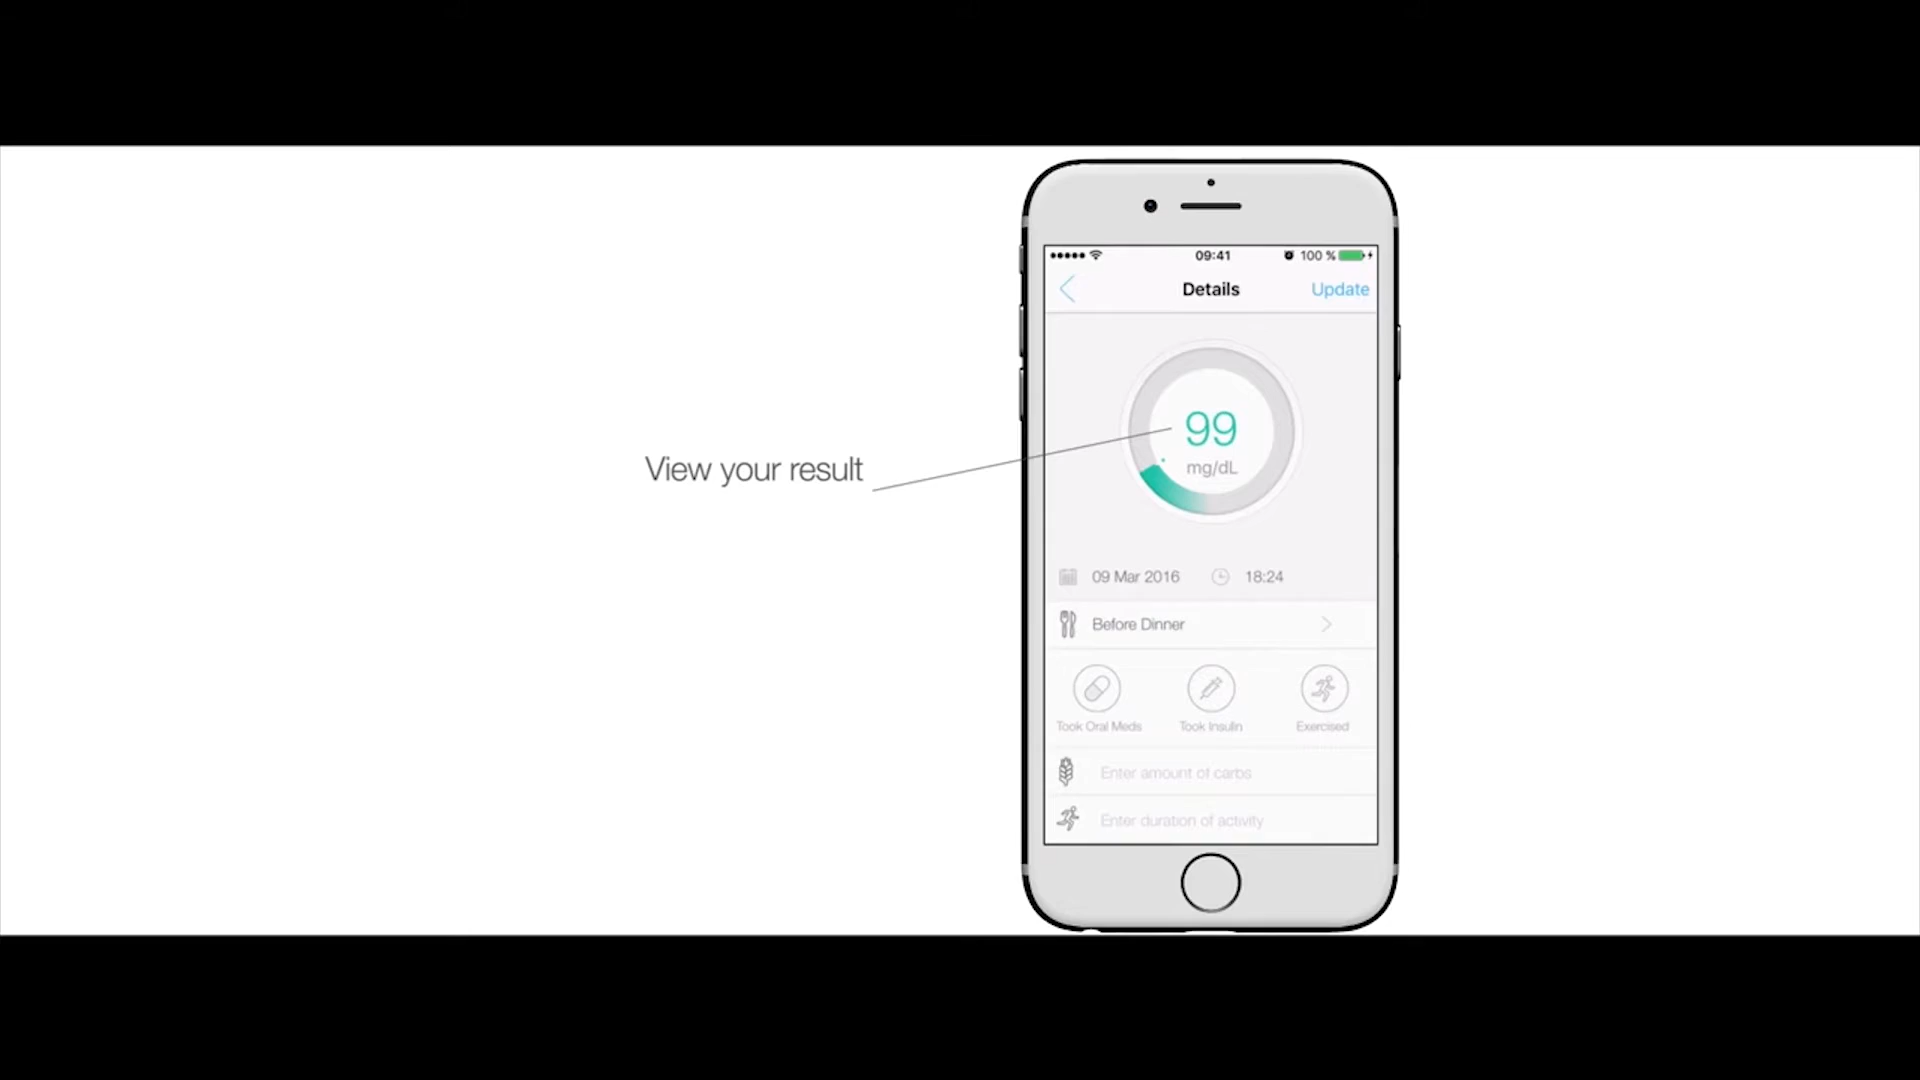 09:41
100 %
Details
Update
99
mg/dL
View your result
09 Mar 2016
18:24
Before Dinner
Took Oral Meds
Took Insulin
Exercised
Enter amount of carbs
Enter duration of activity